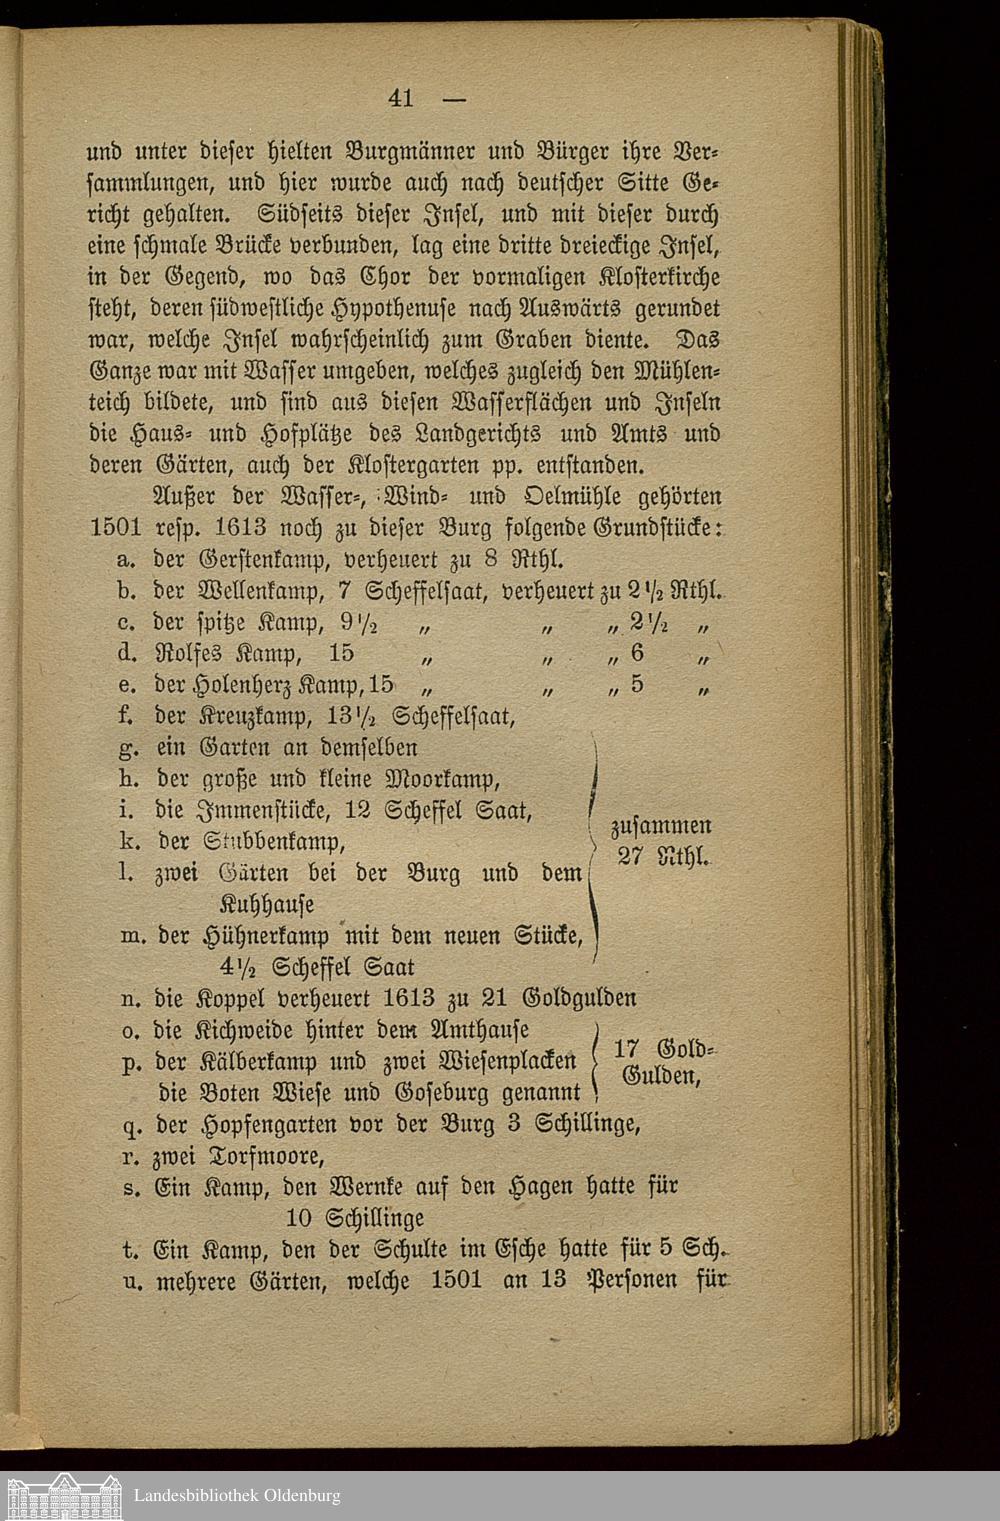 41 —
und unter dieser hielten Burgmänner und Bürger ihre Ver-
sammlungen, und hier wurde auch nach deutscher Sitte Ge-
richt gehalten. Südseits dieser Insel, und mit dieser durch
eine schmale Brücke verbunden, lag eine dritte dreieckige Insel,
in der Gegend, wo das Chor der vormaligen Klosterkirche
steht, deren südwestliche Hypothenuse nach Auswärts gerundet
war, welche Insel wahrscheinlich zum Graben diente. Das
Ganze war mit Wasser umgeben, welches zugleich den Mühlen-
teich bildete, und sind aus diesen Wasserflächen und Inseln
die Haus- und Hofplätze des Landgerichts und Amts und
deren Gärten, auch der Klostergarten pp. entstanden.
Außer der Wasser-, Wind- und Oelmühle gehörten
1501 resp. 1613 noch zu dieser Burg folgende Grundstücke:
a. der Gerstenkamp, verheuert zu 8 Rthl.
b. der Wellenkamp, 7 Scheffelsaat, verheuert zu 2 1/2 Rthl.
c. der spitze Kamp, 9 1/2 „ „ „ 2 1/2 „
d. Rolfes Kamp, 15 „ „ „ 6 „
e. der Holenherz Kamp, 15 „ „ „ 5 „
f. der Kreuzkamp, 13 1/2 Scheffelsaat,
g. ein Garten an demselben
h. der große und kleine Moorkamp,
i. die Immenstücke, 12 Scheffel Saat,
k. der Stubbenkamp,
l. zwei Gärten bei der Burg und dem
Kuhhause
m. der Hühnerkamp mit dem neuen Stücke,
4 1/2 Scheffel Saat
zusammen
27 Rthl.
n. die Koppel verheuert 1613 zu 21 Goldgulden
o. die Kichweide hinter dem Amthause
p. der Kälberkamp und zwei Wiesenplacken
die Boten Wiese und Goseburg genannt
17 Gold-
Gulden,
q. der Hopfengarten vor der Burg 3 Schillinge,
r. zwei Torfmoore,
s. Ein Kamp, den Wernke auf den Hagen hatte für
10 Schillinge
t. Ein Kamp, den der Schulte im Esche hatte für 5 Sch.
u. mehrere Gärten, welche 1501 an 13 Personen für
Landesbibliothek Oldenburg